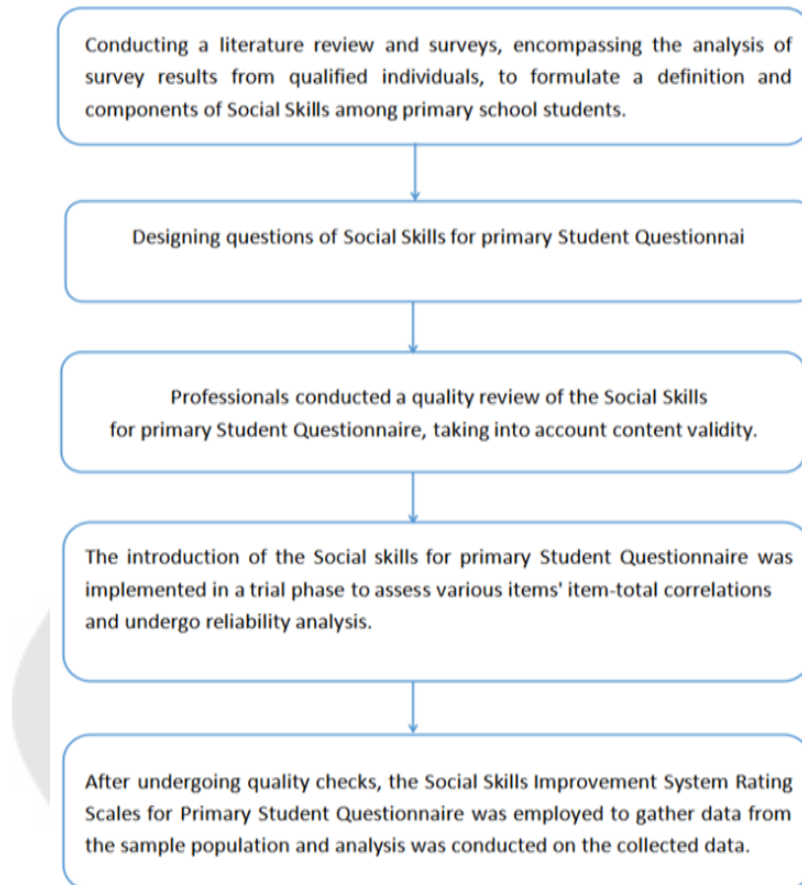 Conducting a literature review and surveys, encompassing the analysis of
survey results from qualified individuals, to formulate a definition and
components of Social Skills among primary school students.
Designing questions of Social Skills for primary Student Questionnai
Professionals conducted a quality review of the Social Skills
for primary Student Questionnaire, taking into account content validity.
The introduction of the Social skills for primary Student Questionnaire was
implemented in a trial phase to assess various items' item-total correlations
and undergo reliability analysis.
After undergoing quality checks, the Social Skills Improvement System Rating
Scales for Primary Student Questionnaire was employed to gather data from
the sample population and analysis was conducted on the collected data.